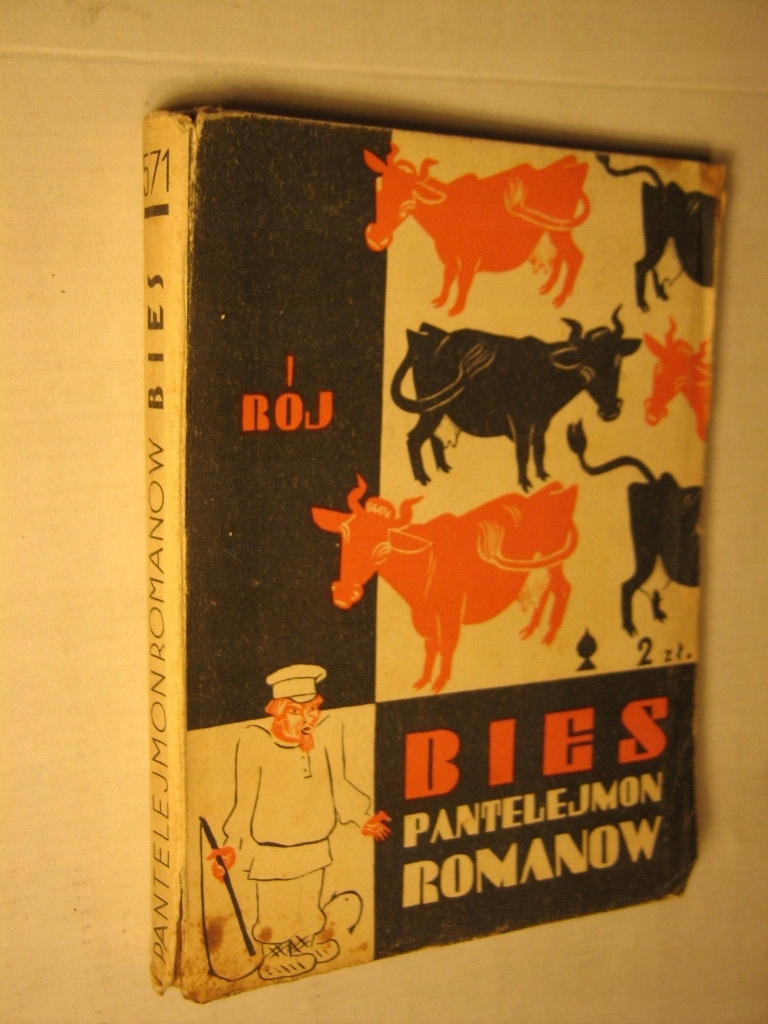 571
BIES
PANTELEJMON ROMANOW
RÓJ
2 zł.
BIES
PANTELEJMON
ROMANOW